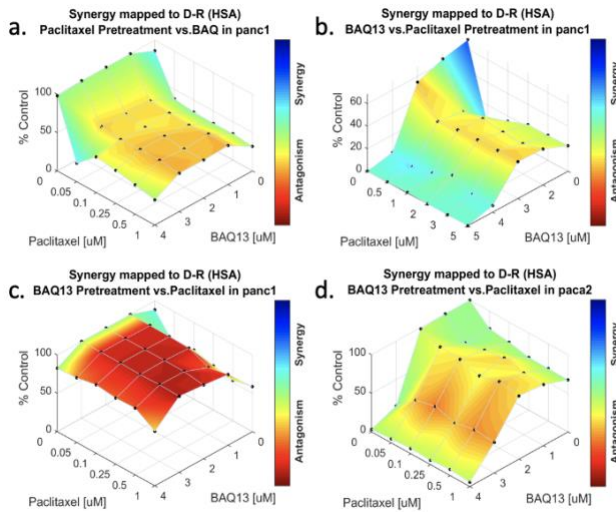 a.
Synergy mapped to D-R (HSA)
Paclitaxel Pretreatment vs.BAQ in panc1
% Control
100
50
0
0
0.05
0.1
0.25
0.5
1
4
3
2
1
0
Paclitaxel [uM]
BAQ13 [uM]
Synergy
Antagonism
b.
Synergy mapped to D-R (HSA)
BAQ13 vs.Paclitaxel Pretreatment in panc1
% Control
60
40
20
0
0
0.5
1
2
3
5
5
4
3
2
1
0
Paclitaxel [uM]
BAQ13 [uM]
Synergy
Antagonism
c.
Synergy mapped to D-R (HSA)
BAQ13 Pretreatment vs.Paclitaxel in panc1
% Control
100
50
0
0
0.05
0.1
0.25
0.5
1
4
3
2
1
0
Paclitaxel [uM]
BAQ13 [uM]
Synergy
Antagonism
d.
Synergy mapped to D-R (HSA)
BAQ13 Pretreatment vs.Paclitaxel in paca2
% Control
100
50
0
0
0.05
0.1
0.25
0.5
1
4
3
2
1
0
Paclitaxel [uM]
BAQ13 [uM]
Synergy
Antagonism